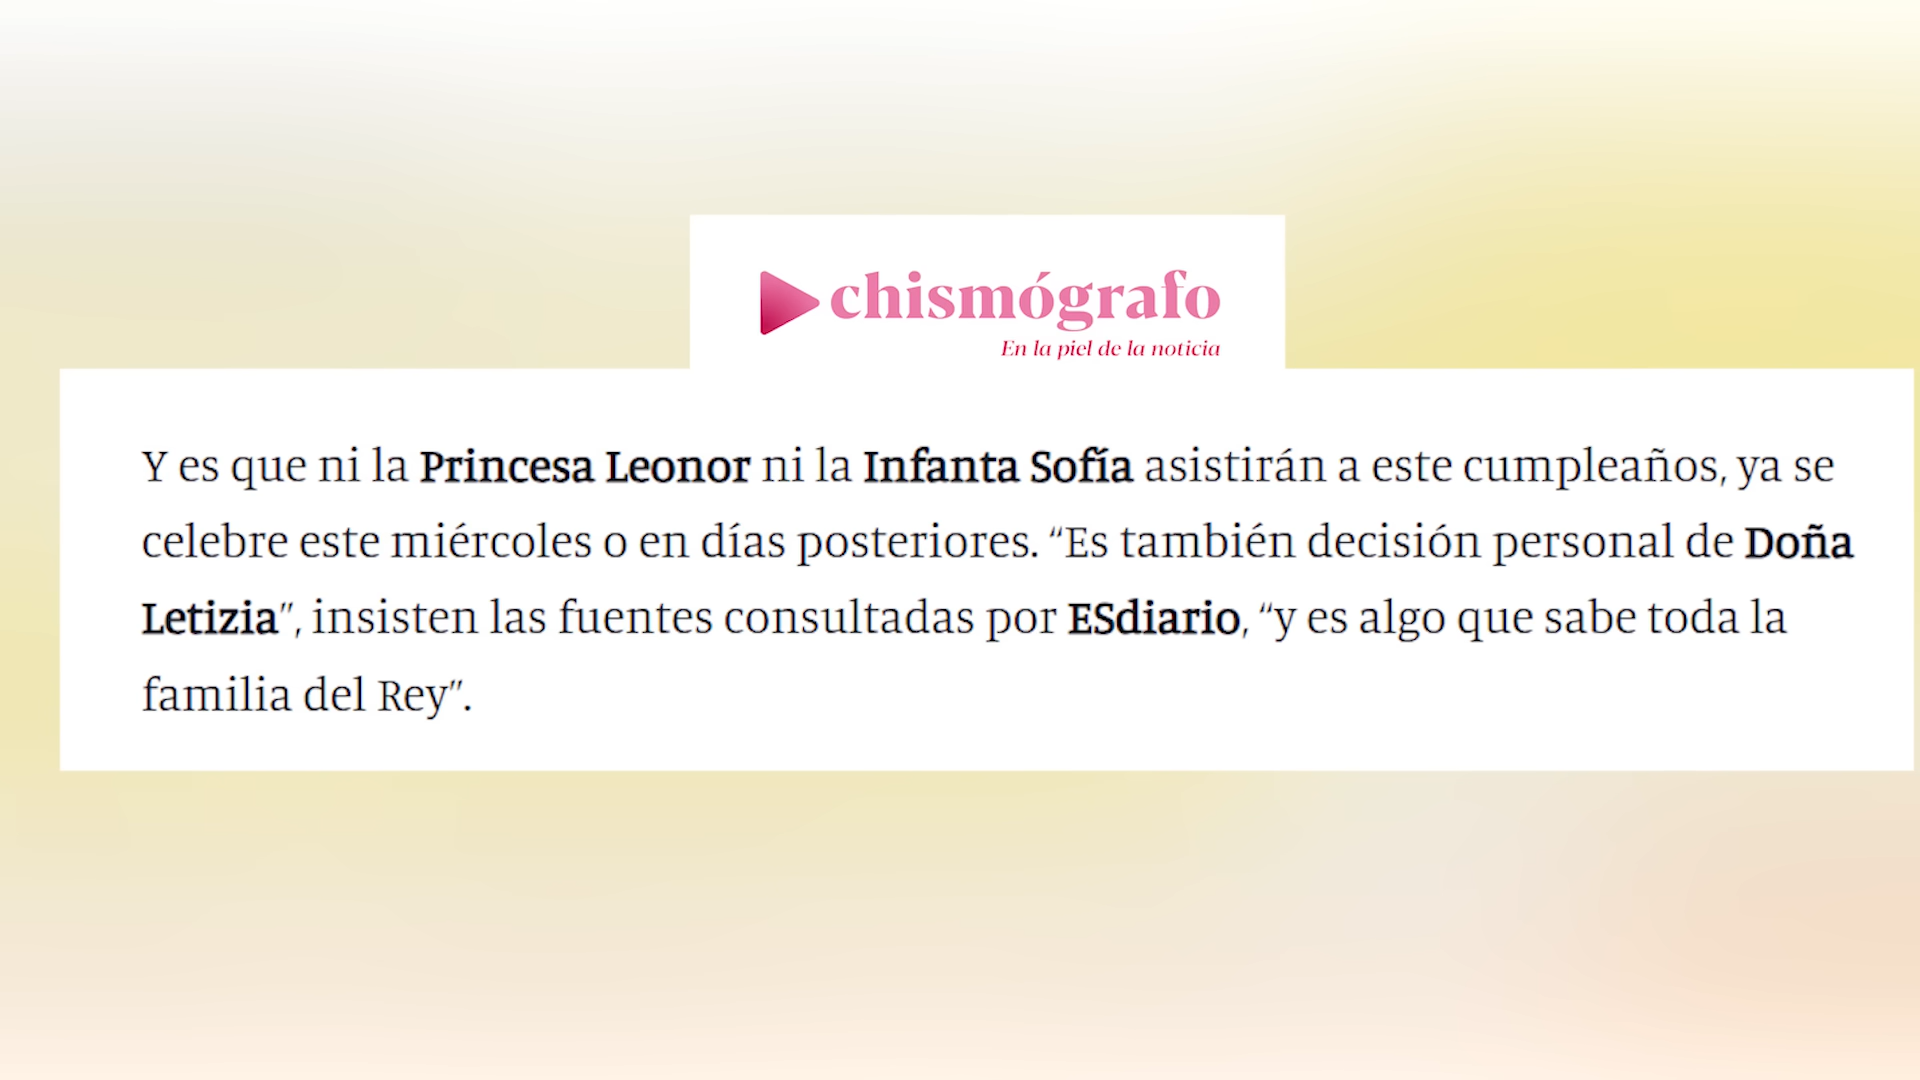 chismógrafo
En la piel de la noticia
Y es que ni la Princesa Leonor ni la Infanta Sofía asistirán a este cumpleaños, ya se
celebre este miércoles o en días posteriores. “Es también decisión personal de Doña
Letizia”, insisten las fuentes consultadas por ESdiario, “y es algo que sabe toda la
familia del Rey”.